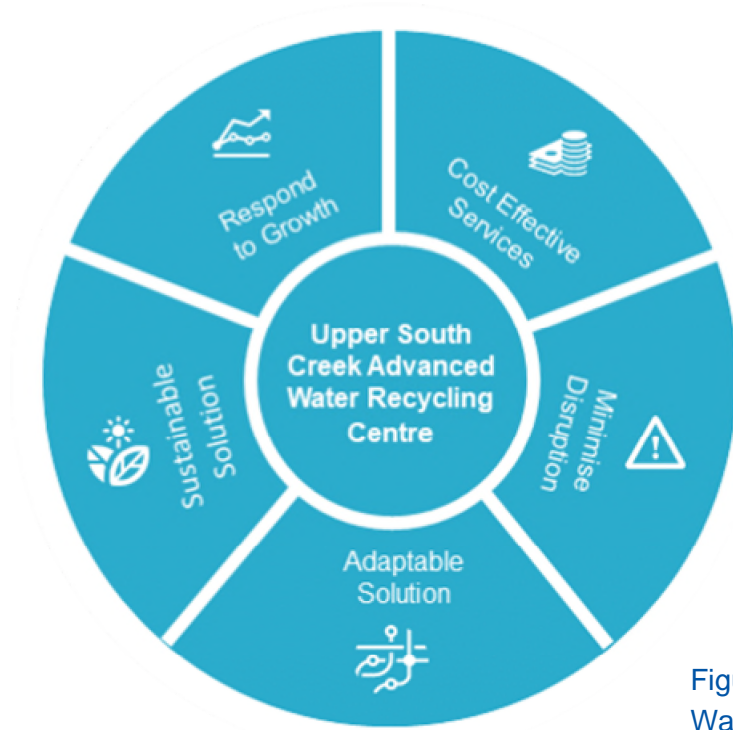 Respond
to Growth
Cost Effective
Services
Upper South
Creek Advanced
Water Recycling
Centre
Sustainable
Solution
Minimise
Disruption
Adaptable
Solution